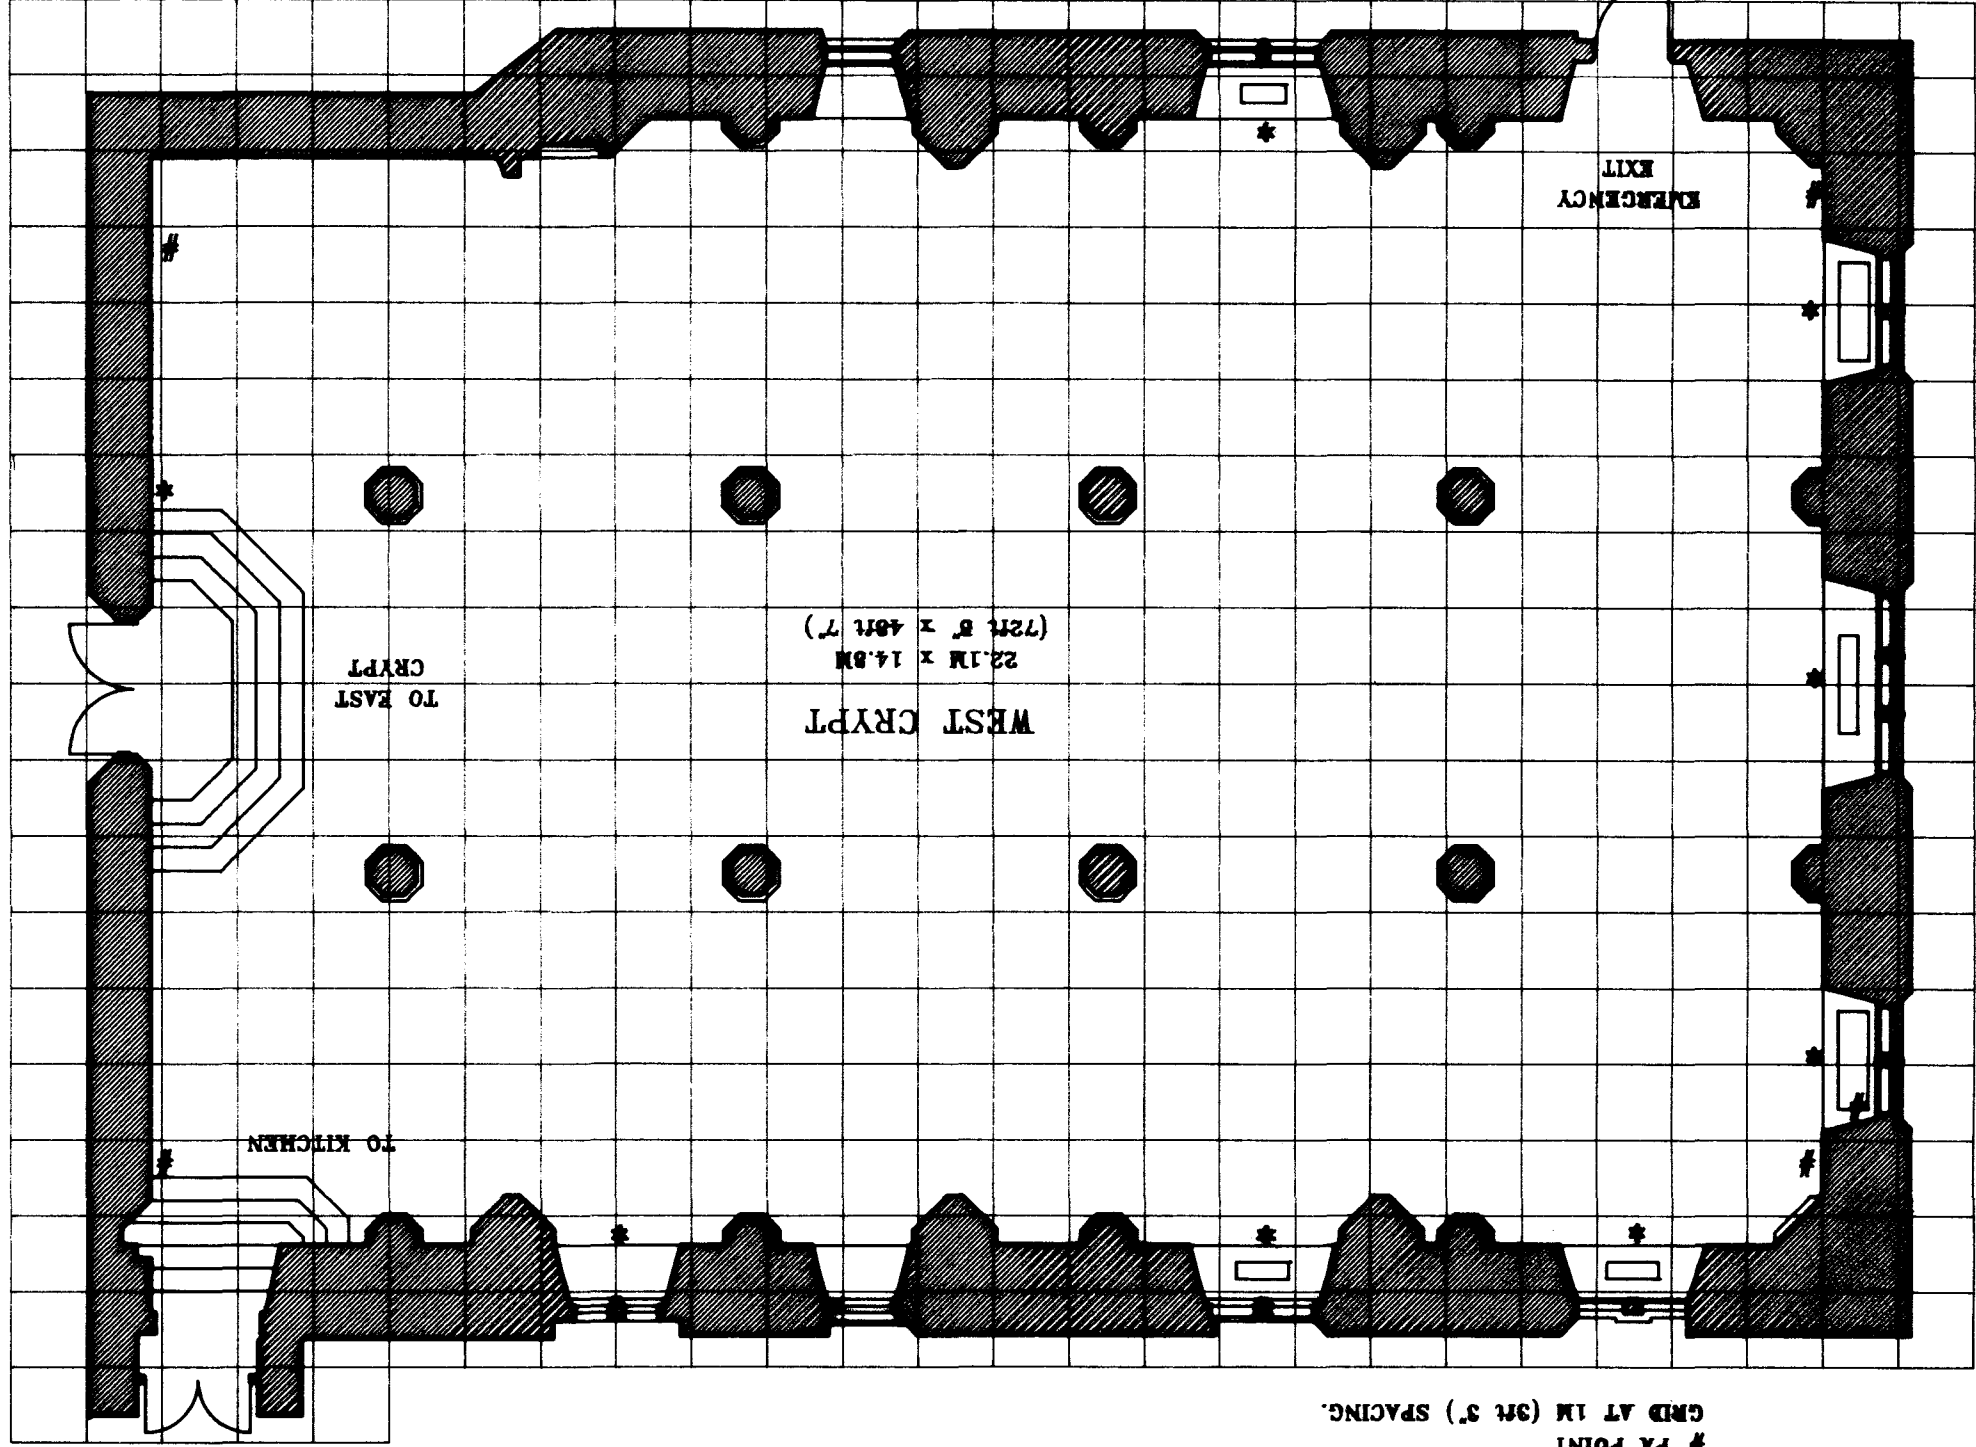 # PA POINT
GRID AT 1M (3ft 3") SPACING.
TO KITCHEN
WEST CRYPT
22.1M x 14.8M
(72ft 5" x 48ft 7")
TO EAST
CRYPT
EMERGENCY
EXIT